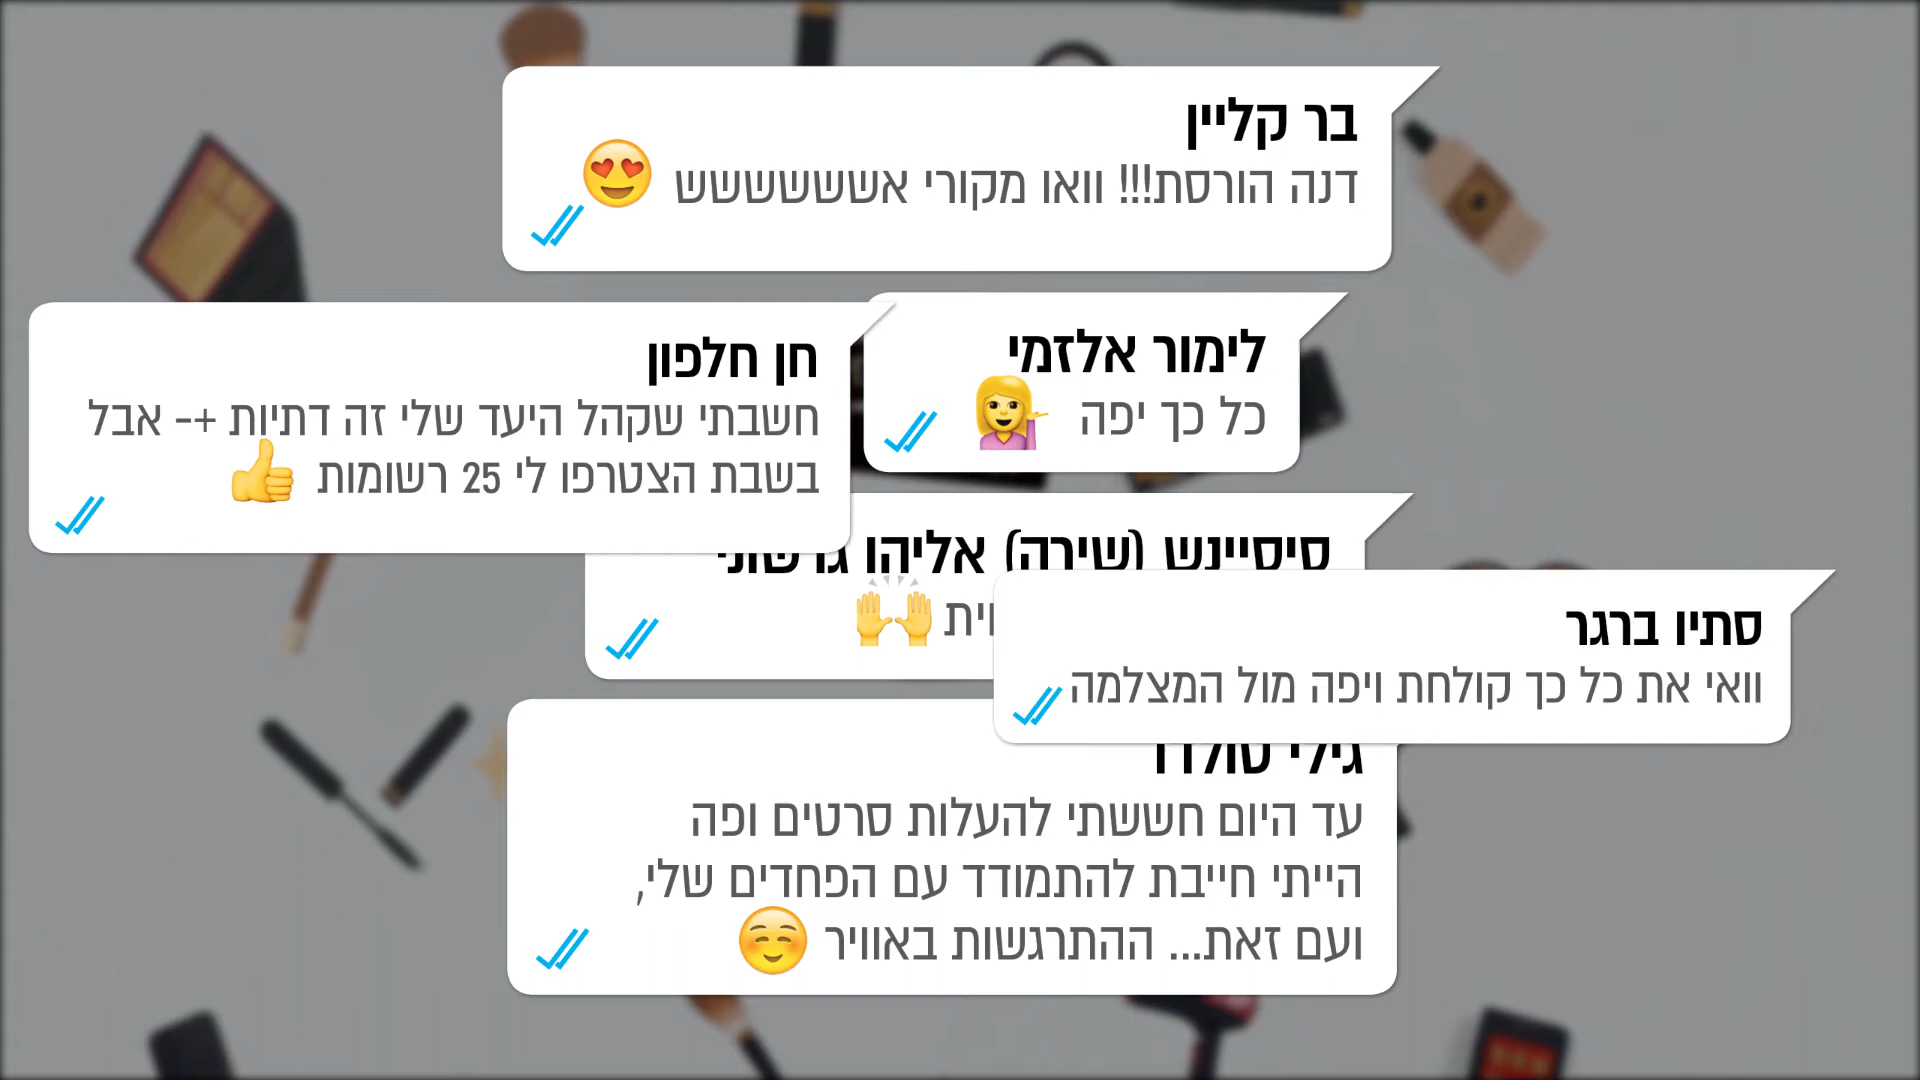 בר קליין
דנה הורסת!!! וואו מקורי אשששששש 😍
לימור אלזמי
כל כך יפה 💁
חן חלפון
חשבתי שקהל היעד שלי זה דתיות +- אבל
בשבת הצטרפו לי 25 רשומות 👍
סיסיינש (שירה) אליהו גרשוני
🙌
סתיו ברגר
וואי את כל כך קולחת ויפה מול המצלמה
גילי
עד היום חששתי להעלות סרטים ופה
הייתי חייבת להתמודד עם הפחדים שלי,
ועם זאת... ההתרגשות באוויר ☺️